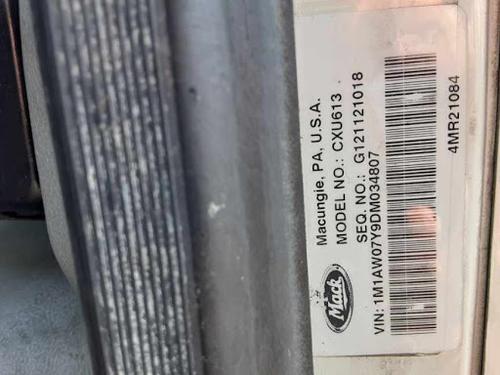 Mack
Macungie, PA, U.S.A.
MODEL NO.: CXU613
SEQ. NO.: G121121018
VIN: 1M1AW07Y9DM034807
4MR21084